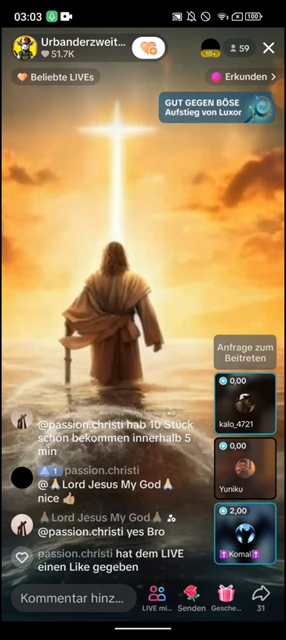 03:03
100
Urbanderzweit...
51.7K
10+
59
Beliebte LIVEs
Erkunden >
GUT GEGEN BÖSE
Aufstieg von Luxor
Anfrage zum
Beitreten
0,00
kalo_4721
0,00
Yuniku
2,00
✝️Komal✝️
@passion.christi hab 10 Stück
schon bekommen innerhalb 5
min
1 passion.christi
@🙏🏼Lord Jesus My God🙏🏼
nice 👍🏼
🙏🏼Lord Jesus My God🙏🏼
@passion.christi yes Bro
passion.christi hat dem LIVE
einen Like gegeben
Kommentar hinz...
LIVE mi...
Senden
Gesche...
31